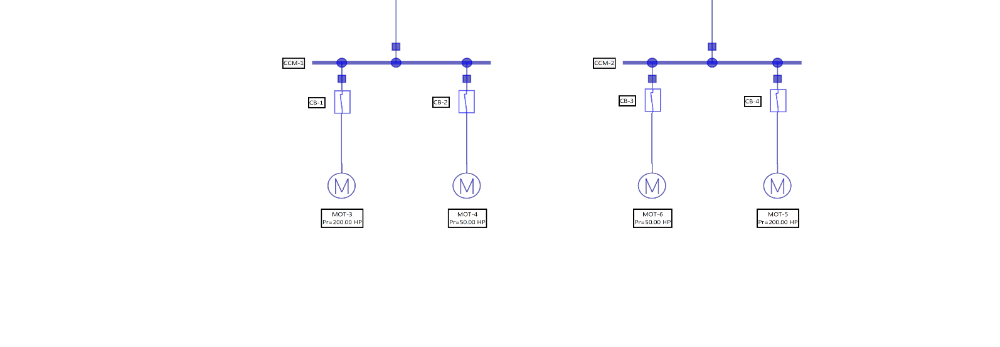 CCM-1
CCM-2
CB-1
CB-2
CB-3
CB-4
M
M
M
M
MOT-3
Pr=200.00 HP
MOT-4
Pr=50.00 HP
MOT-6
Pr=50.00 HP
MOT-5
Pr=200.00 HP